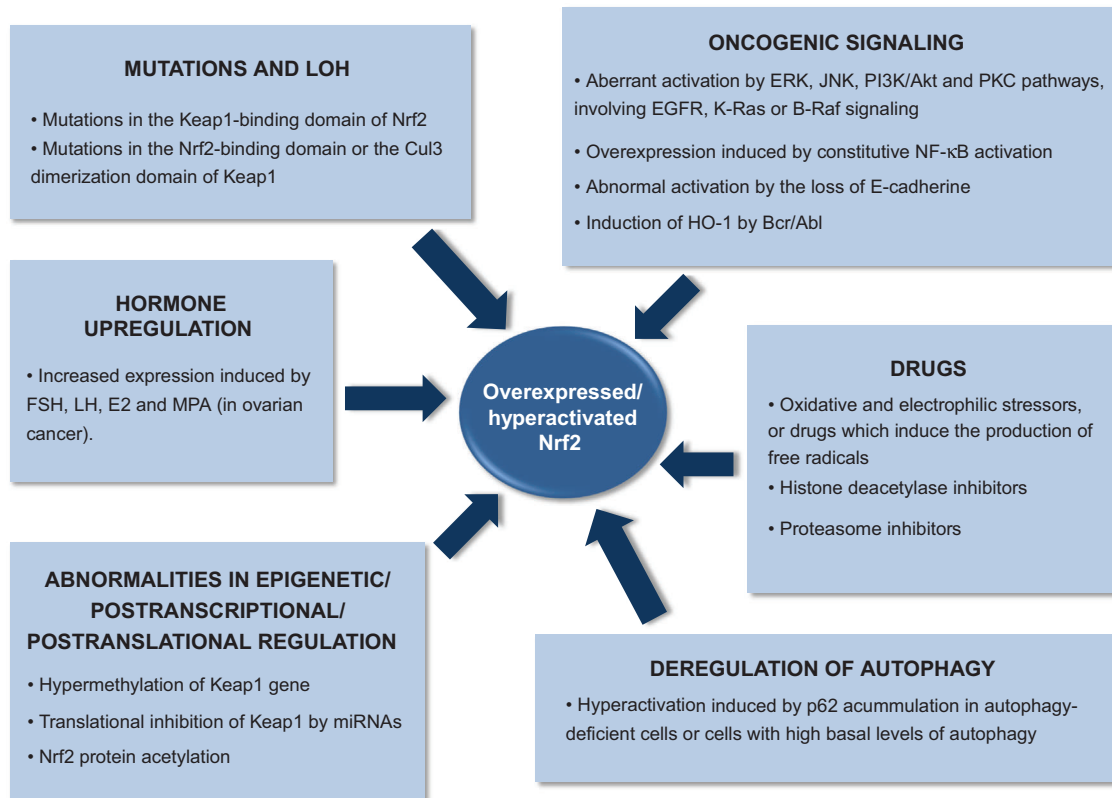 MUTATIONS AND LOH
• Mutations in the Keap1-binding domain of Nrf2
• Mutations in the Nrf2-binding domain or the Cul3
dimerization domain of Keap1
ONCOGENIC SIGNALING
• Aberrant activation by ERK, JNK, PI3K/Akt and PKC pathways,
involving EGFR, K-Ras or B-Raf signaling
• Overexpression induced by constitutive NF-κB activation
• Abnormal activation by the loss of E-cadherine
• Induction of HO-1 by Bcr/Abl
HORMONE
UPREGULATION
• Increased expression induced by
FSH, LH, E2 and MPA (in ovarian
cancer).
Overexpressed/
hyperactivated
Nrf2
DRUGS
• Oxidative and electrophilic stressors,
or drugs which induce the production of
free radicals
• Histone deacetylase inhibitors
• Proteasome inhibitors
ABNORMALITIES IN EPIGENETIC/
POSTRANSCRIPTIONAL/
POSTRANSLATIONAL REGULATION
• Hypermethylation of Keap1 gene
• Translational inhibition of Keap1 by miRNAs
• Nrf2 protein acetylation
DEREGULATION OF AUTOPHAGY
• Hyperactivation induced by p62 acummulation in autophagy-
deficient cells or cells with high basal levels of autophagy